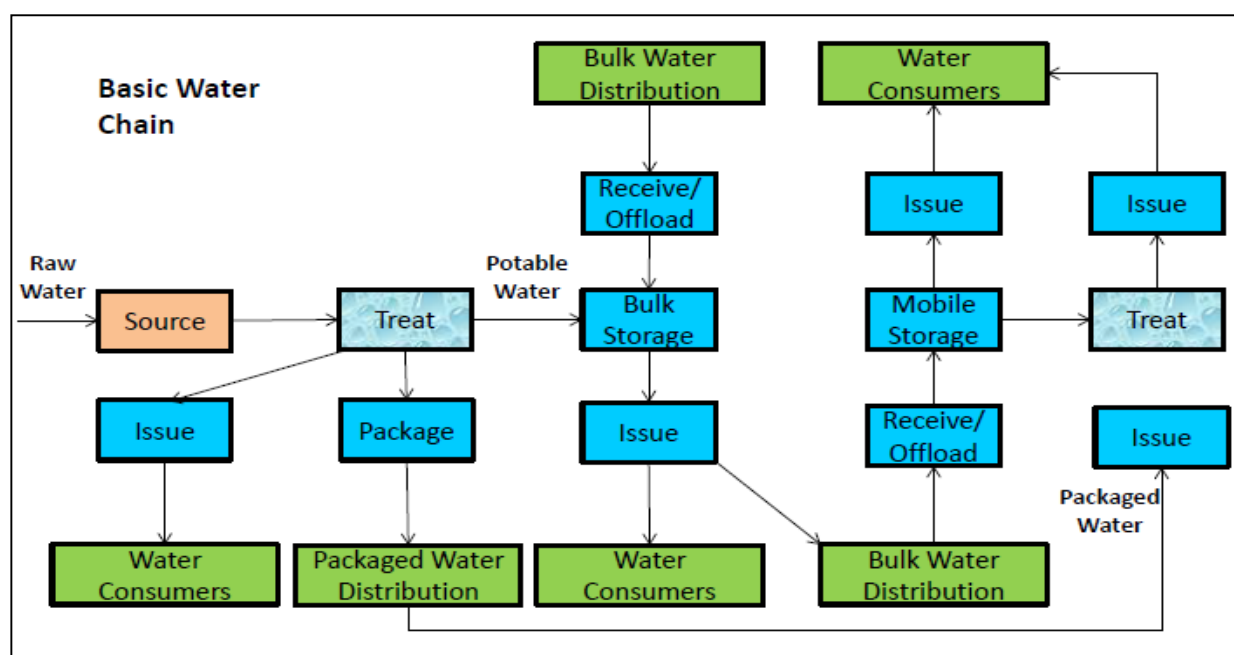 Basic Water
Chain
Bulk Water
Distribution
Water
Consumers
Receive/
Offload
Issue
Issue
Raw
Water
Source
Treat
Potable
Water
Bulk
Storage
Mobile
Storage
Treat
Issue
Package
Issue
Receive/
Offload
Issue
Packaged
Water
Water
Consumers
Packaged Water
Distribution
Water
Consumers
Bulk Water
Distribution